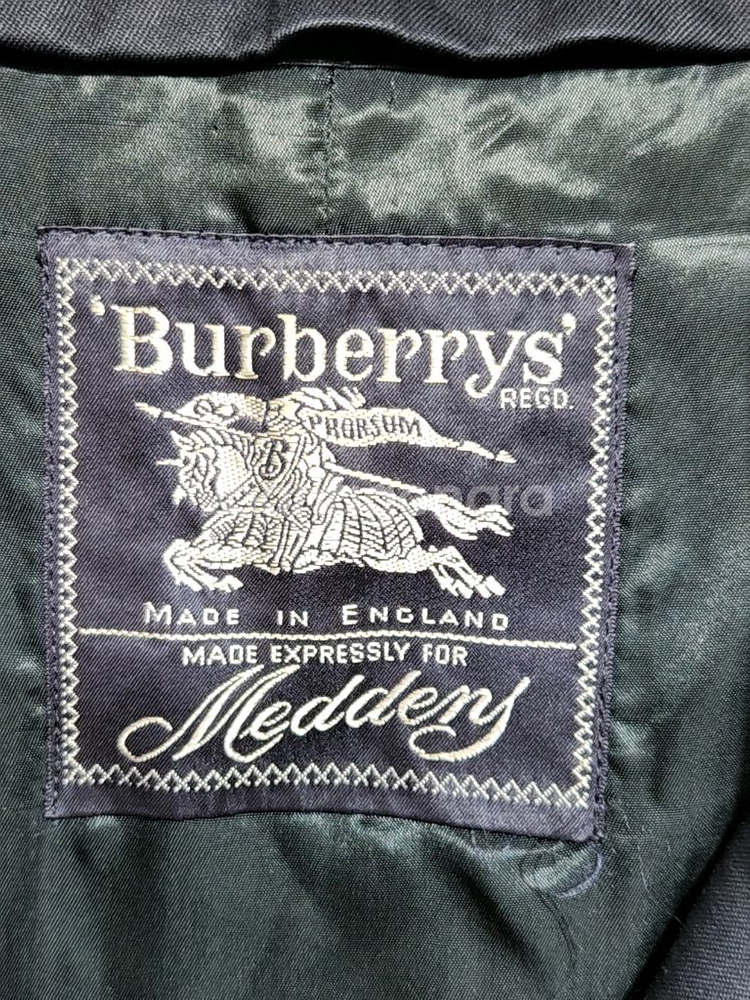 'Burberrys'
REGD.
PRORSUM
B
MADE IN ENGLAND
MADE EXPRESSLY FOR
Meddens